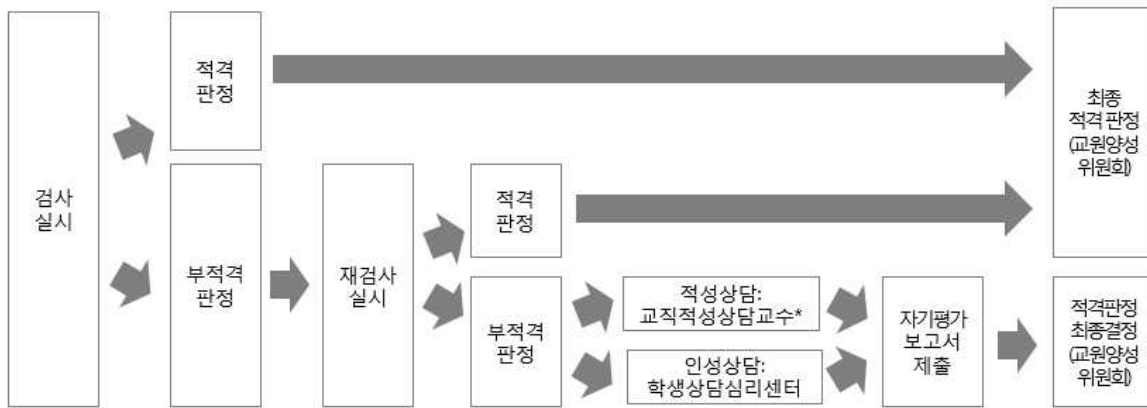 검사
실시
적격
판정
부적격
판정
재검사
실시
적격
판정
부적격
판정
적성상담:
교직적성상담교수*
인성상담:
학생상담심리센터
자기평가
보고서
제출
최종
적격 판정
(교원양성
위원회)
적격판정
최종결정
(교원양성
위원회)